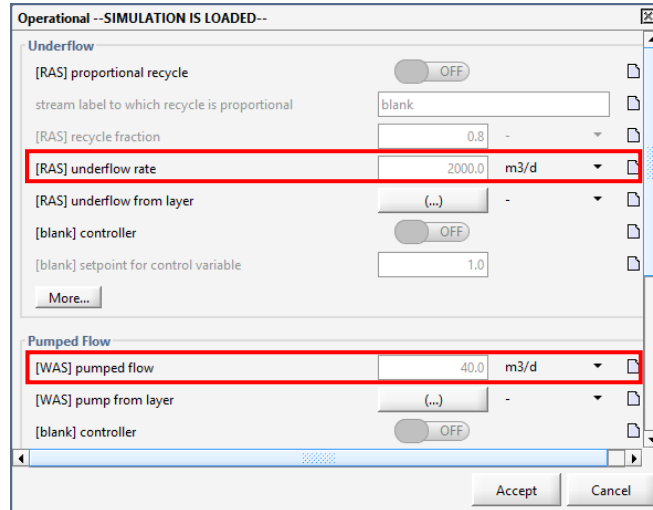 Operational --SIMULATION IS LOADED--
Underflow
[RAS] proportional recycle OFF
stream label to which recycle is proportional blank
[RAS] recycle fraction 0.8 -
[RAS] underflow rate 2000.0 m3/d
[RAS] underflow from layer (...) -
[blank] controller OFF
[blank] setpoint for control variable 1.0
More...
Pumped Flow
[WAS] pumped flow 40.0 m3/d
[WAS] pump from layer (...) -
[blank] controller OFF
Accept Cancel